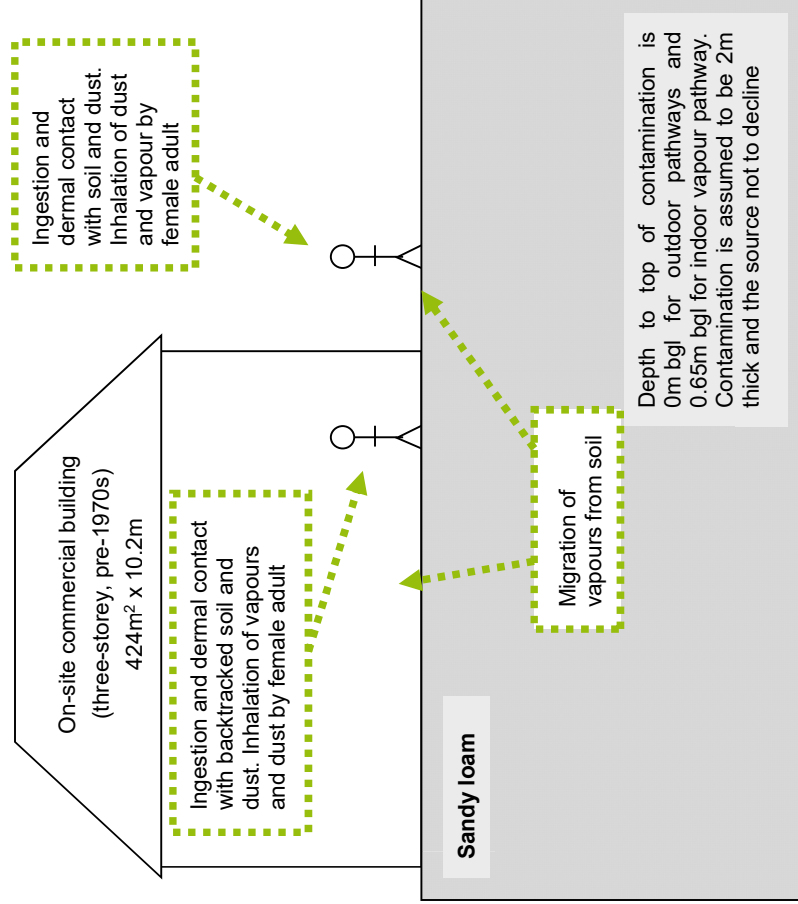 On-site commercial building
(three-storey, pre-1970s)
424m² x 10.2m
Ingestion and dermal contact
with backtracked soil and
dust. Inhalation of vapours
and dust by female adult
Ingestion and
dermal contact
with soil and dust.
Inhalation of dust
and vapour by
female adult
Migration of
vapours from soil
Sandy loam
Depth to top of contamination is
0m bgl for outdoor pathways and
0.65m bgl for indoor vapour pathway.
Contamination is assumed to be 2m
thick and the source not to decline